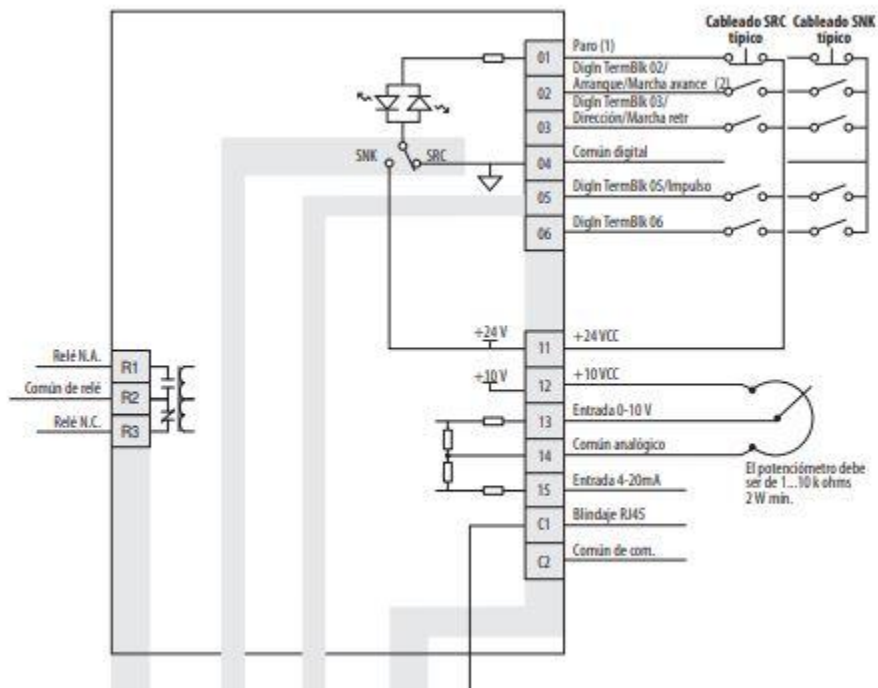 Cableado SRC típico
Cableado SNK típico
01
Paro (1)
02
DigIn TermBlk 02/
Arranque/Marcha avance (2)
03
DigIn TermBlk 03/
Dirección/Marcha retr
SNK
SRC
04
Común digital
05
DigIn TermBlk 05/Impulso
06
DigIn TermBlk 06
+24 V
11
+24 VCC
+10 V
12
+10 VCC
13
Entrada 0-10 V
14
Común analógico
15
Entrada 4-20mA
C1
Blindaje RJ45
C2
Común de com.
El potenciómetro debe
ser de 1...10 k ohms
2 W mín.
Relé N.A.
R1
Común de relé
R2
Relé N.C.
R3